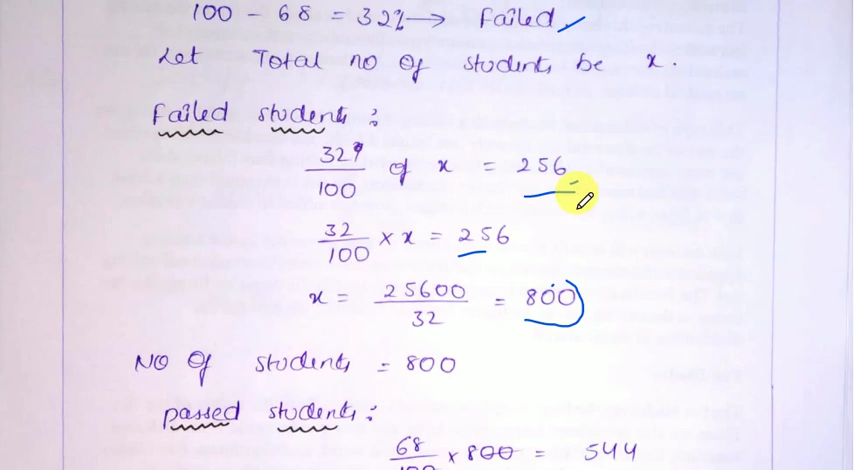 100 - 68 = 32% → Failed
Let Total no Of students be x.
Failed students:
32% / 100 of x = 256
32 / 100 × x = 256
x = 25600 / 32 = 800
NO Of students = 800
passed students:
68 / 100 × 800 = 544